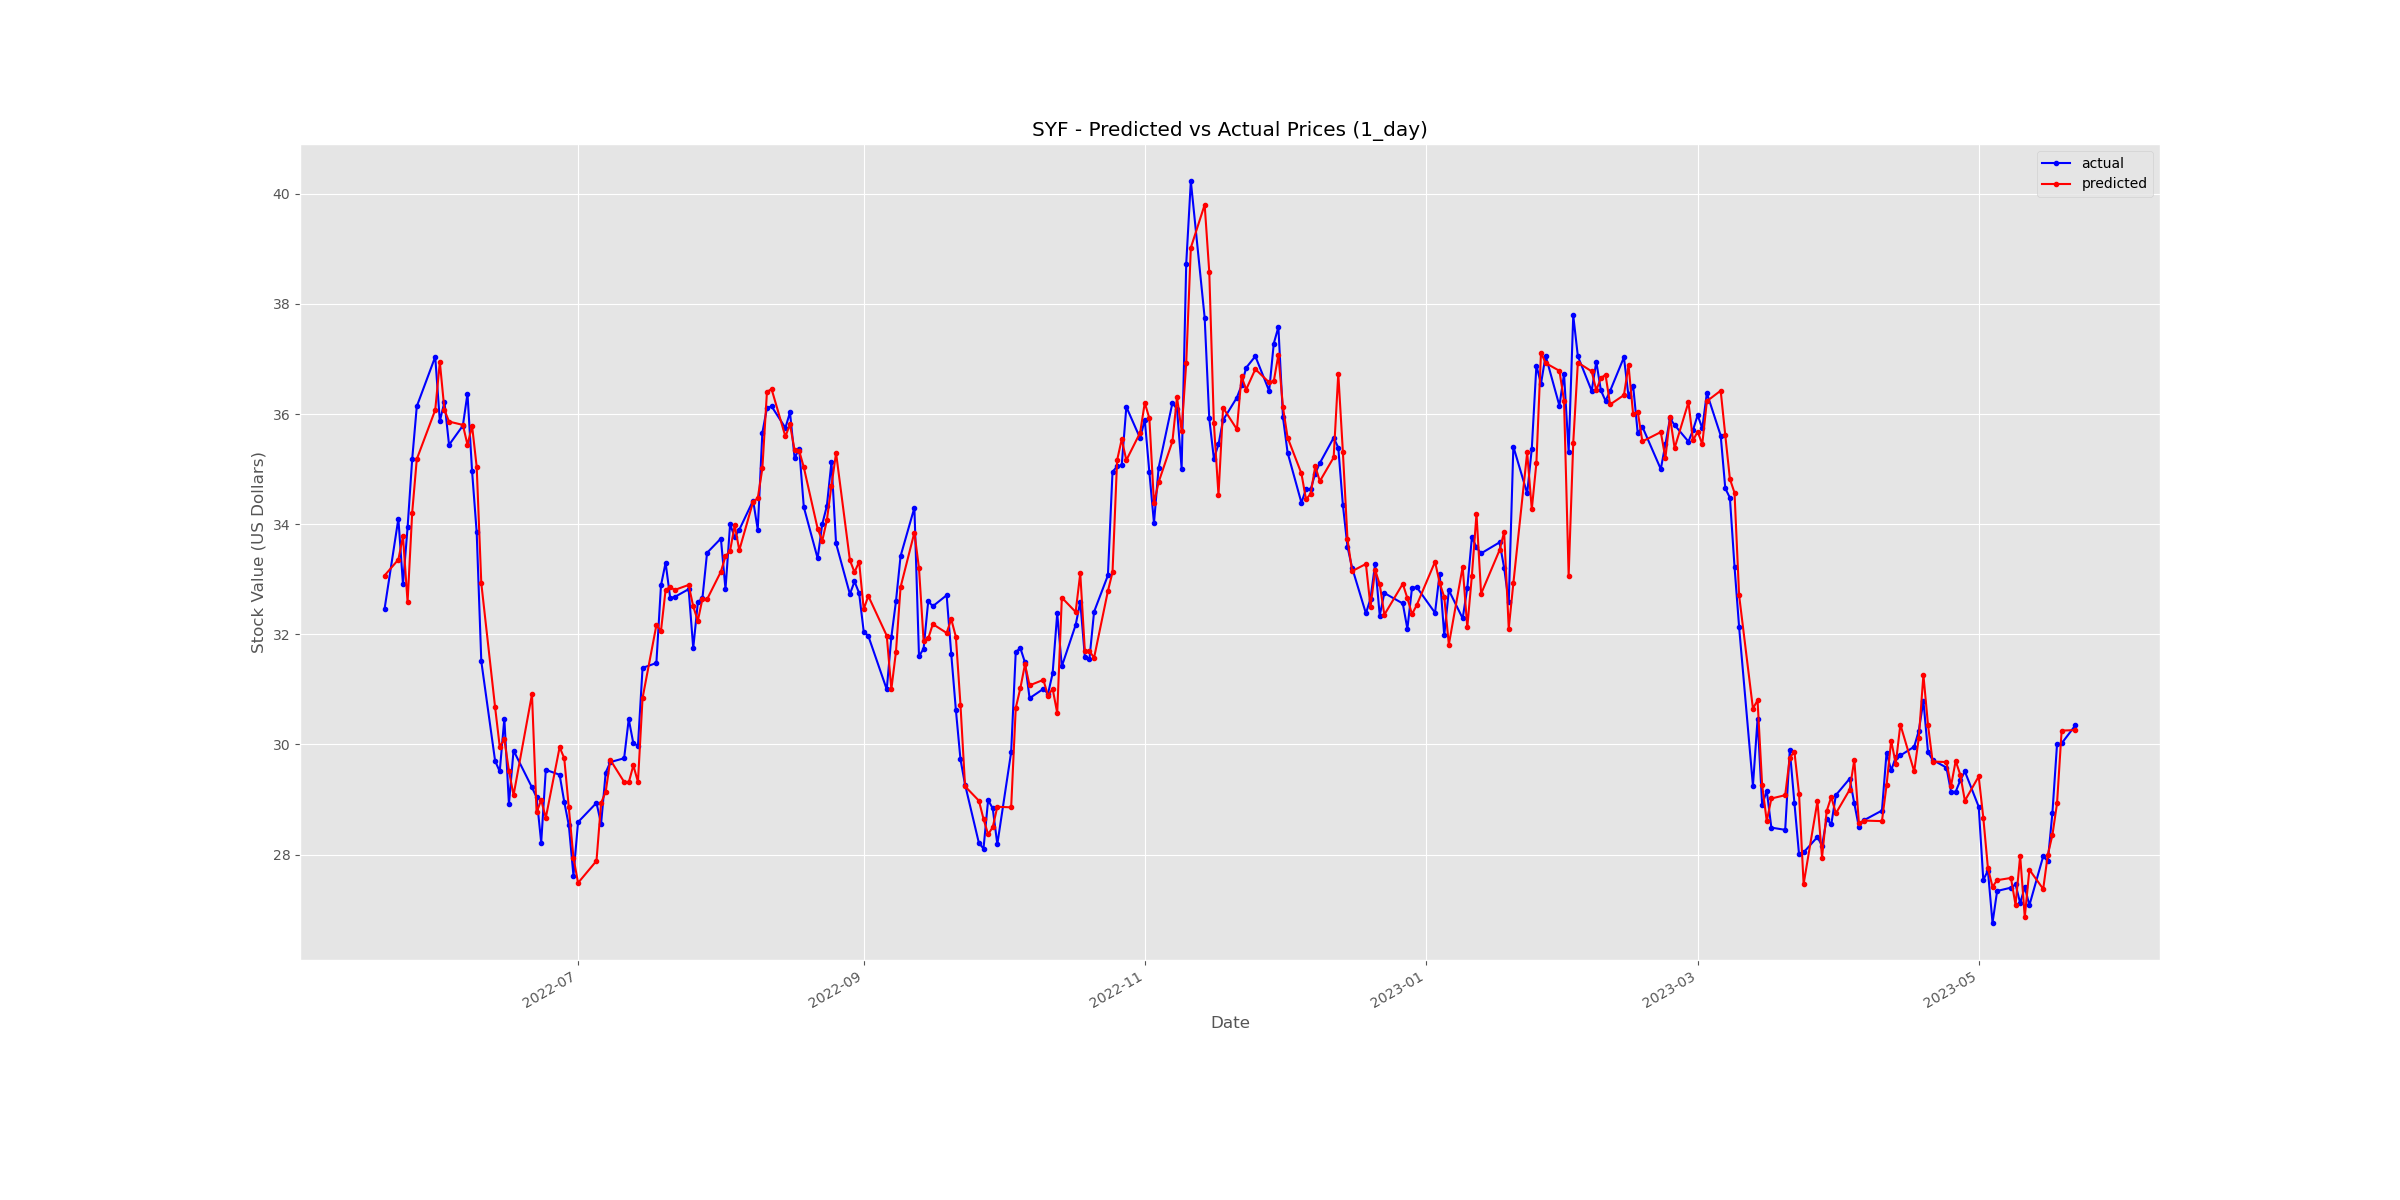 SYF - Predicted vs Actual Prices (1_day)
actual
predicted
Stock Value (US Dollars)
40
38
36
34
32
30
28
2022-07
2022-09
2022-11
2023-01
2023-03
2023-05
Date